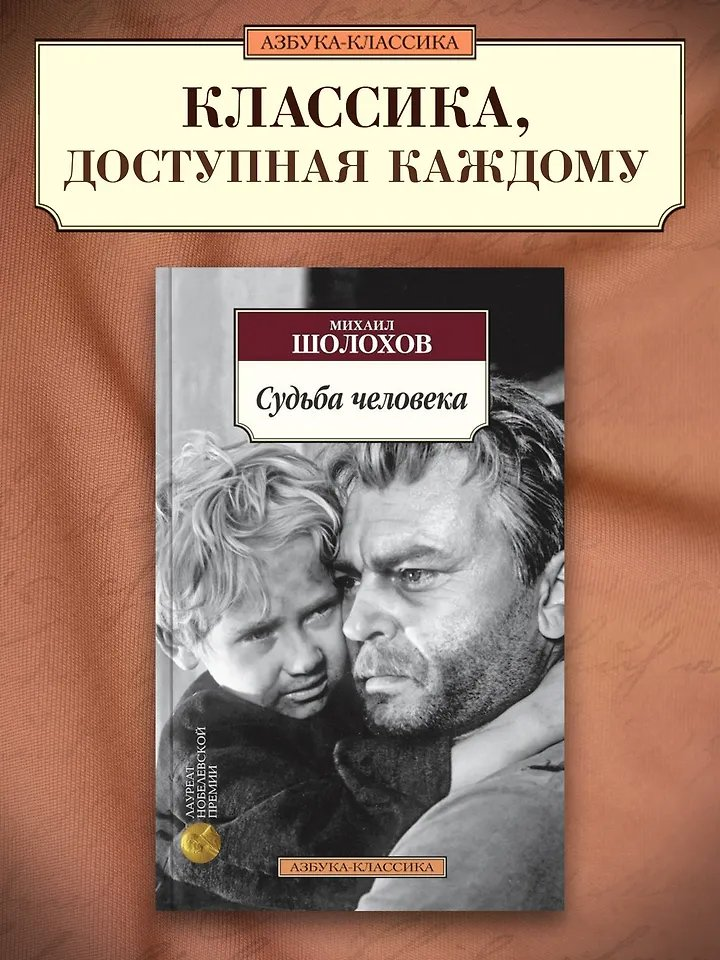 АЗБУКА-КЛАССИКА
КЛАССИКА,
ДОСТУПНАЯ КАЖДОМУ
МИХАИЛ
ШОЛОХОВ
Судьба человека
ЛАУРЕАТ
НОБЕЛЕВСКОЙ
ПРЕМИИ
АЗБУКА-КЛАССИКА